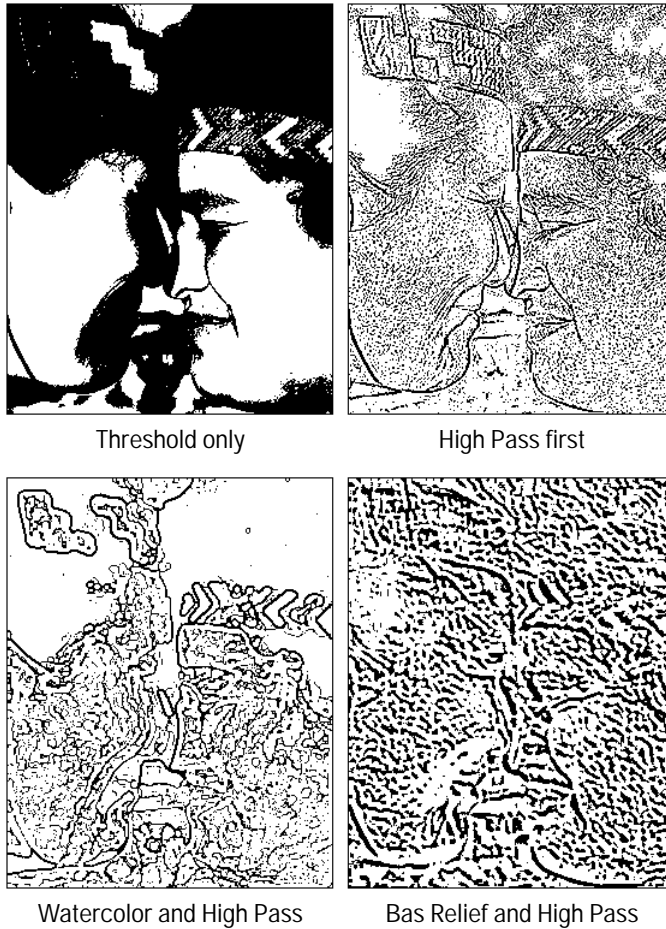 Threshold only
High Pass first
Watercolor and High Pass
Bas Relief and High Pass